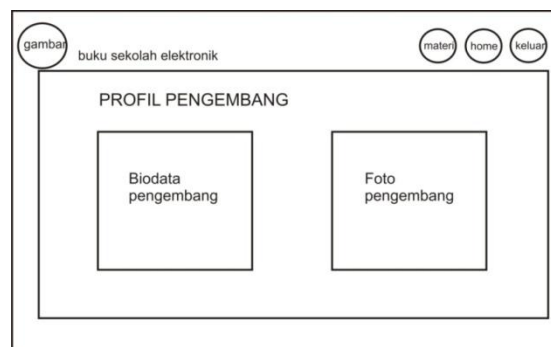 gambar
buku sekolah elektronik
materi
home
keluar
PROFIL PENGEMBANG
Biodata
pengembang
Foto
pengembang